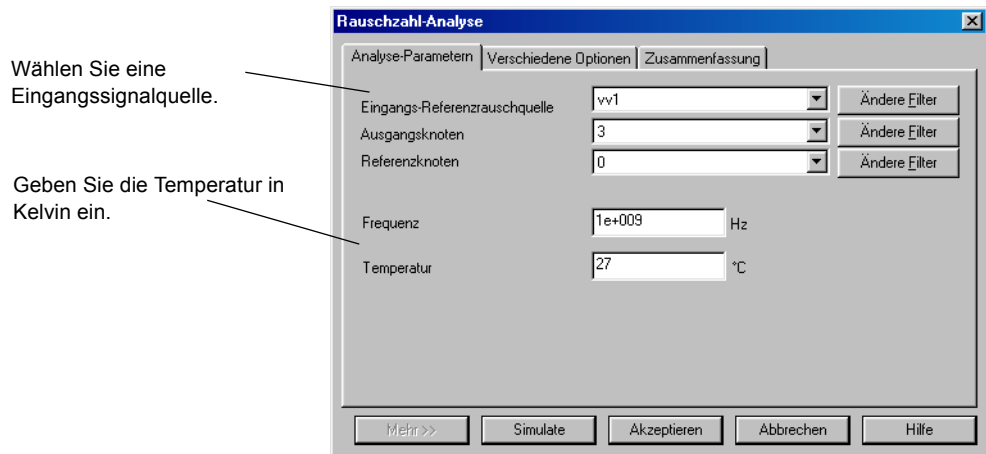 Wählen Sie eine
Eingangssignalquelle.
Geben Sie die Temperatur in
Kelvin ein.
Rauschzahl-Analyse
Analyse-Parametern Verschiedene Optionen Zusammenfassung
Eingangs-Referenzrauschquelle vv1 Ändere Filter
Ausgangsknoten 3 Ändere Filter
Referenzknoten 0 Ändere Filter
Frequenz 1e+009 Hz
Temperatur 27 °C
Mehr >> Simulate Akzeptieren Abbrechen Hilfe